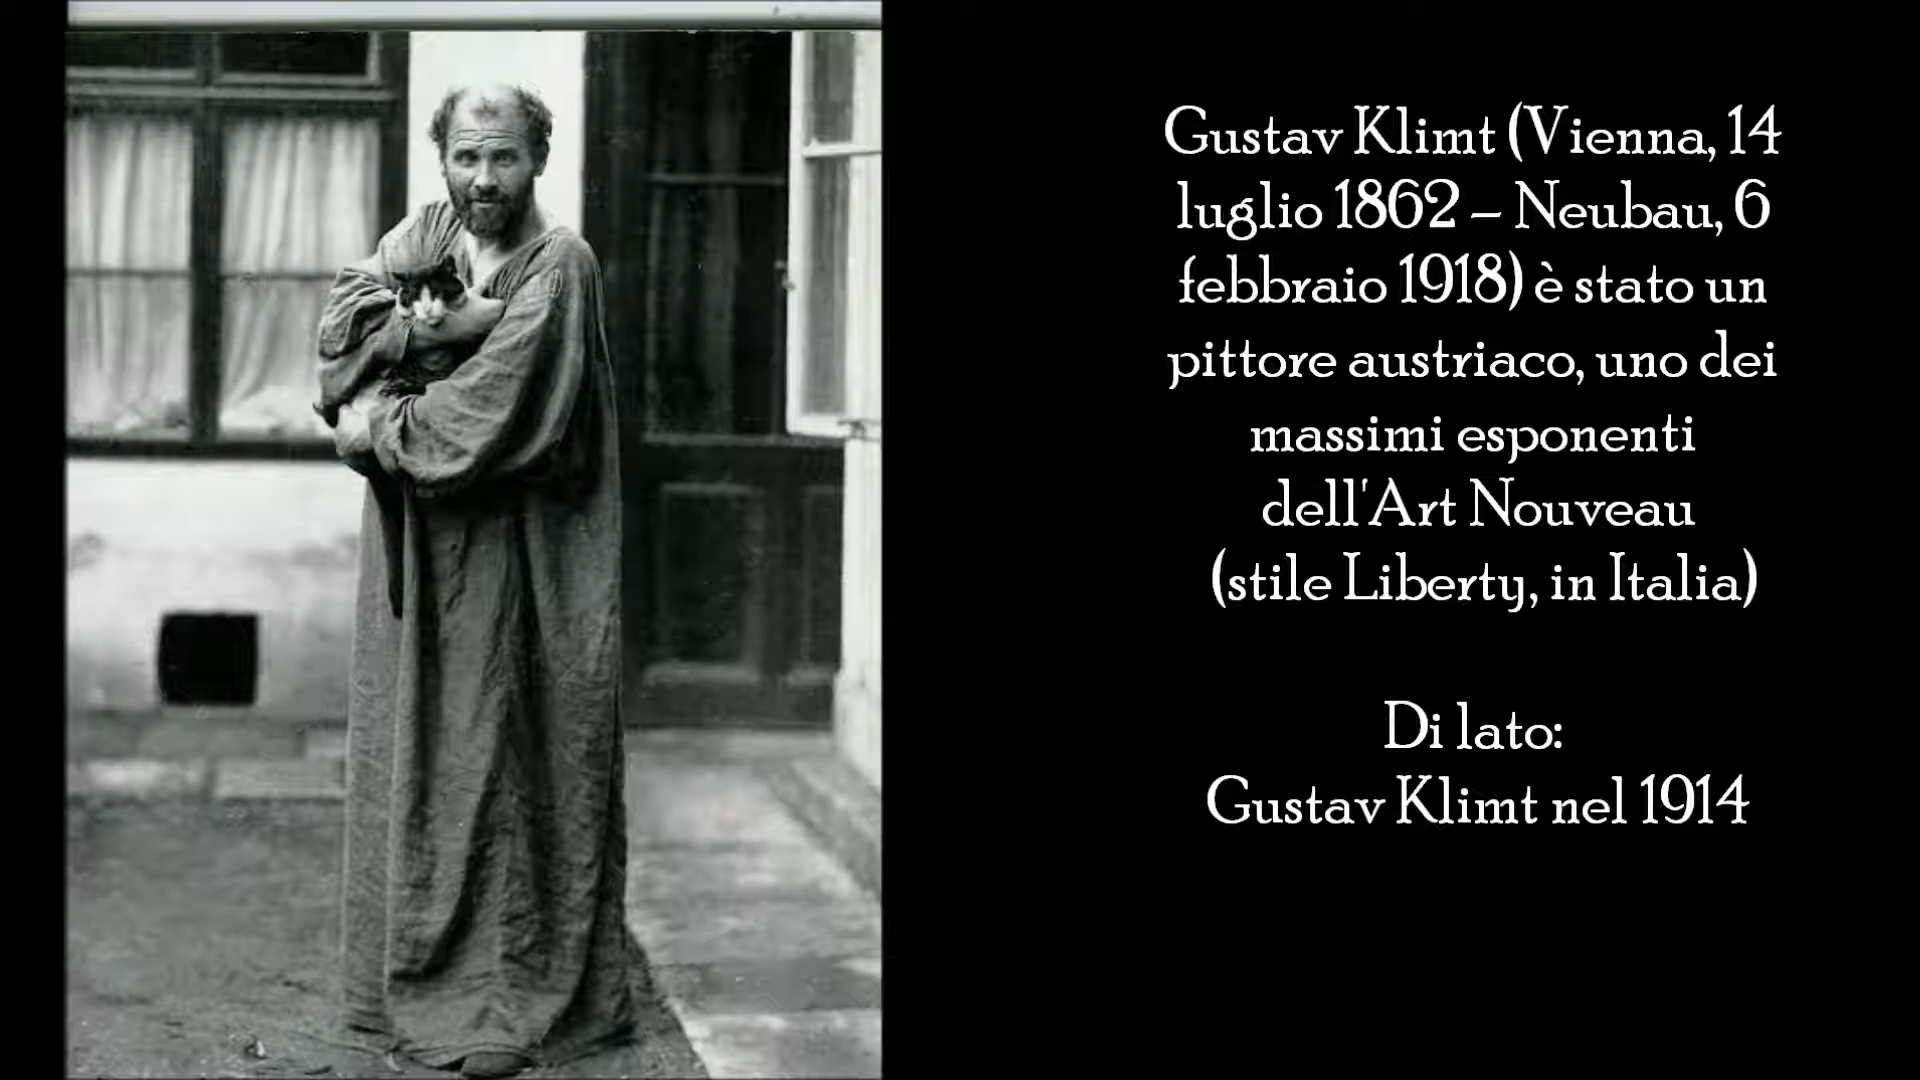 Gustav Klimt (Vienna, 14
luglio 1862 – Neubau, 6
febbraio 1918) è stato un
pittore austriaco, uno dei
massimi esponenti
dell'Art Nouveau
(stile Liberty, in Italia)
Di lato:
Gustav Klimt nel 1914